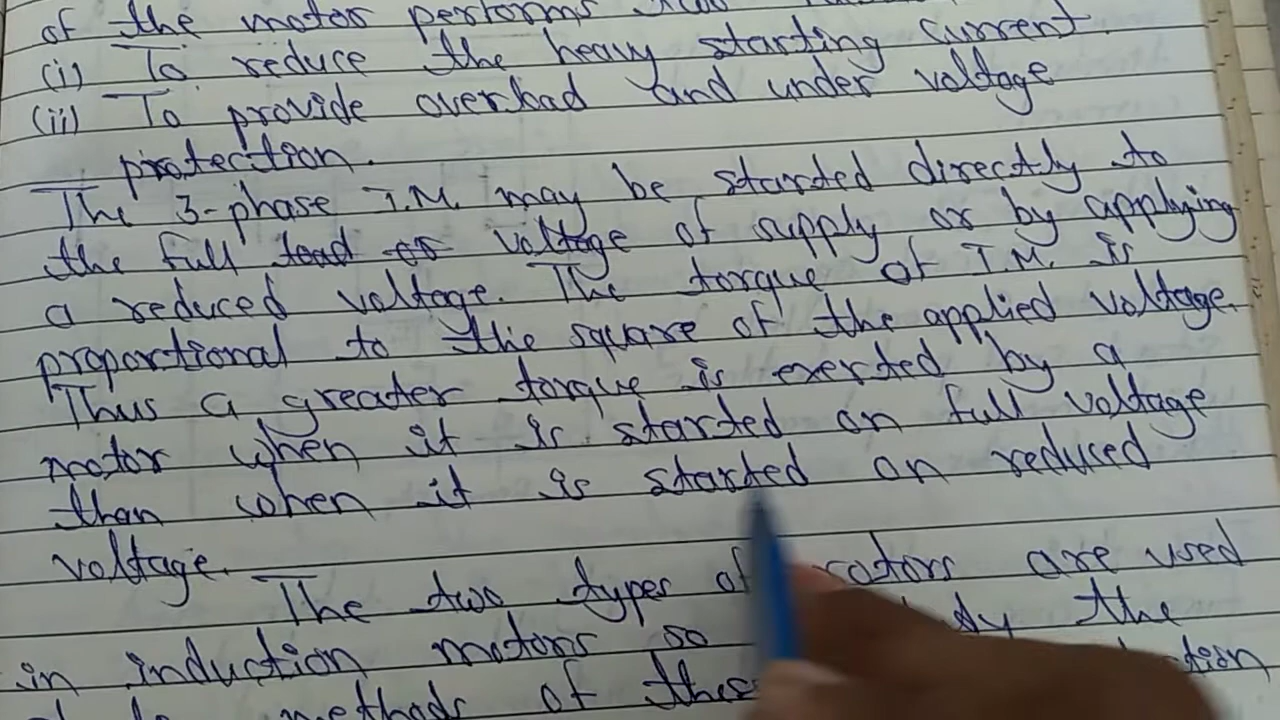 of the motor performs
(i) To reduce the heavy starting current.
(ii) To provide overload and under voltage
protection.
The 3-phase I.M. may be started directly to
the full load or voltage of supply or by applying
a reduced voltage. The torque of I.M. is
proportional to the square of the applied voltage.
Thus a greater torque is exerted by a
motor when it is started on full voltage
than when it is started on reduced
voltage.
The two types of rotors are used
in induction motors so the
methods of